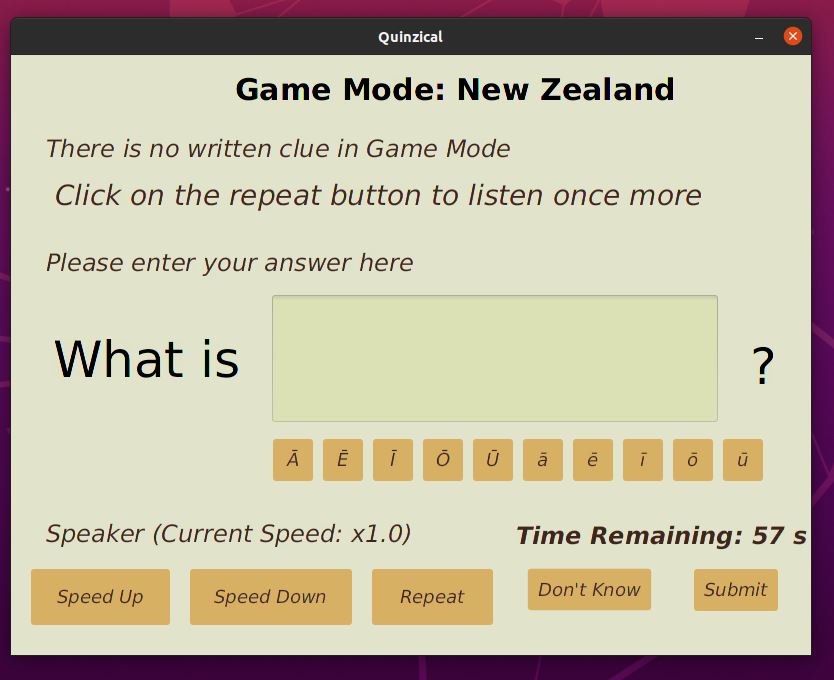 Quinzical
Game Mode: New Zealand
There is no written clue in Game Mode
Click on the repeat button to listen once more
Please enter your answer here
What is ?
Ā Ē Ī Ō Ū ā ē ī ō ū
Speaker (Current Speed: x1.0) Time Remaining: 57 s
Speed Up Speed Down Repeat Don't Know Submit